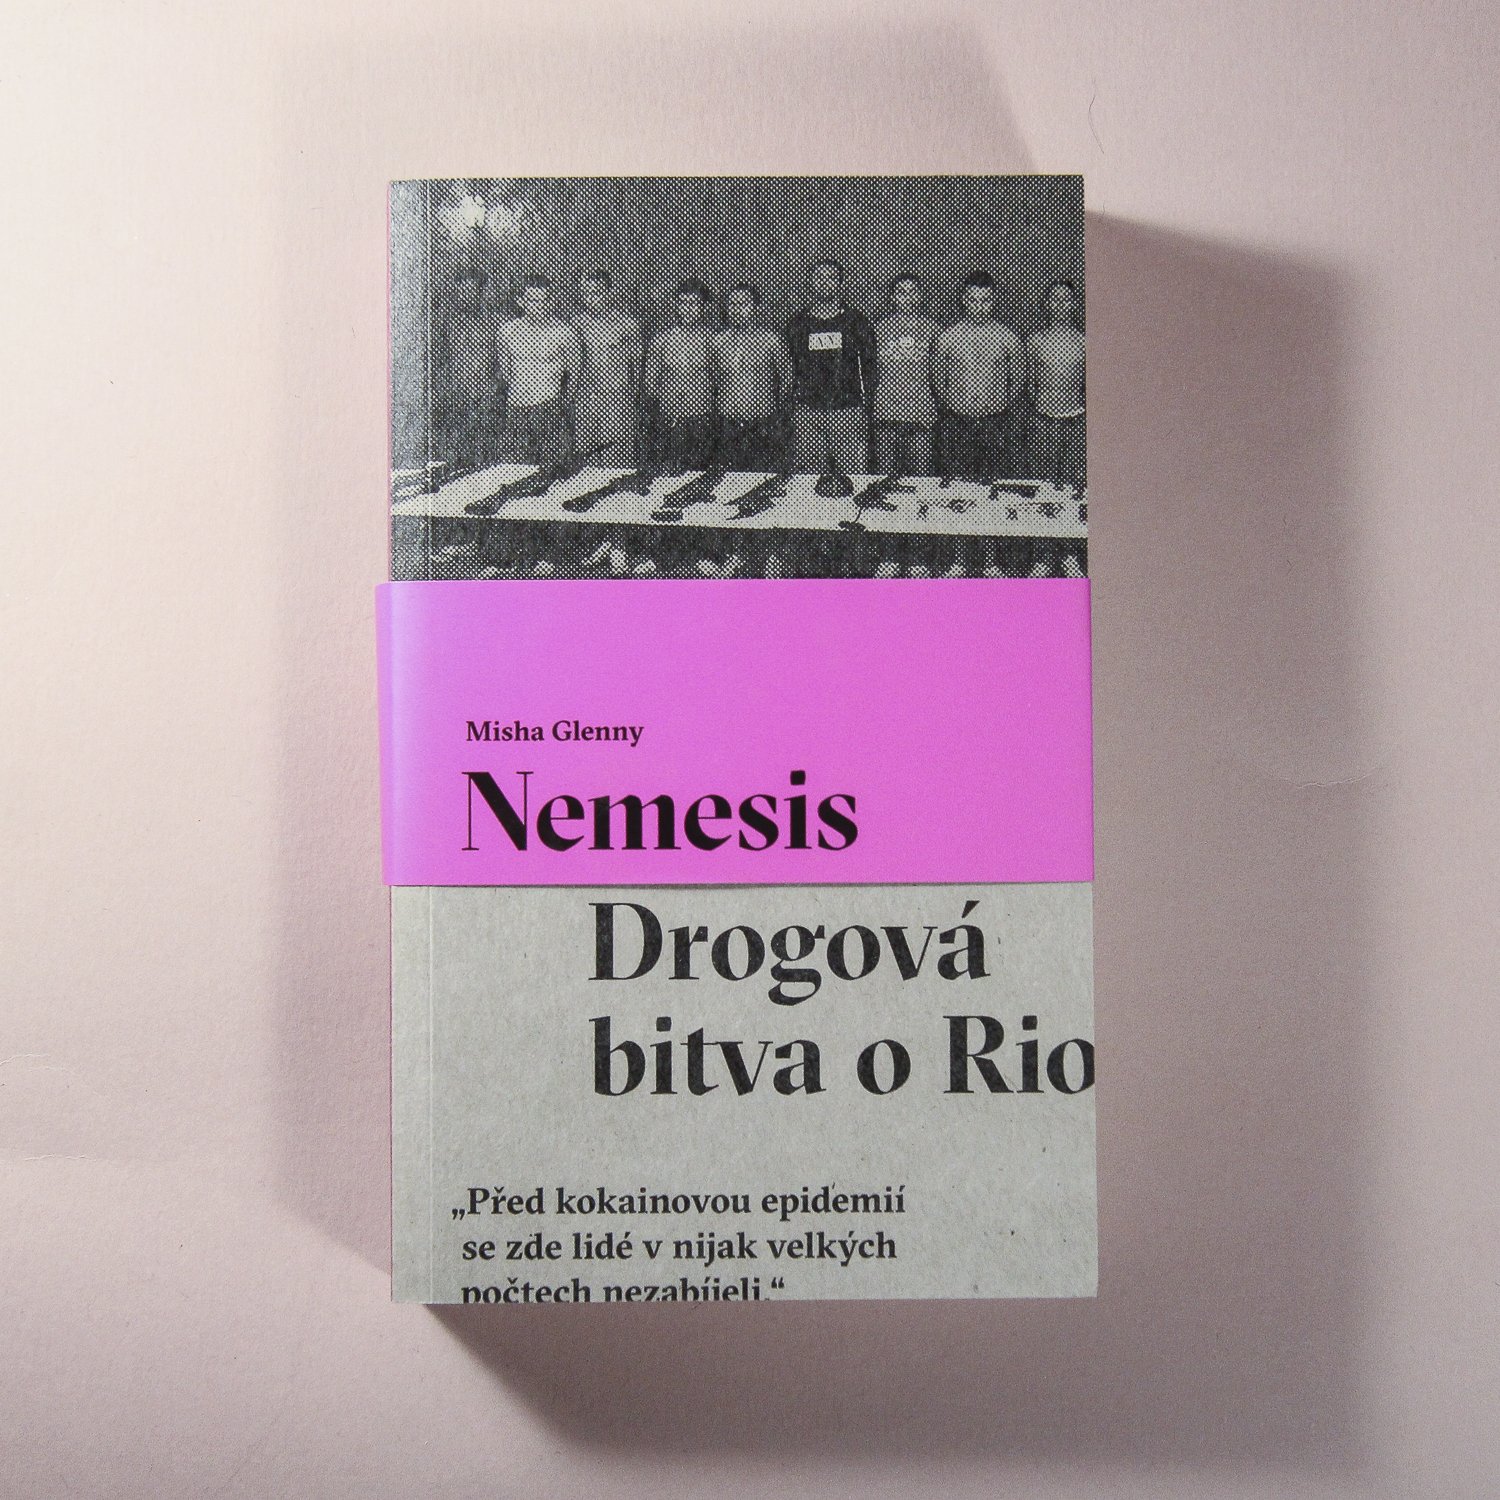 Misha Glenny
Nemesis
Drogová
bitva o Rio
„Před kokainovou epidemií
se zde lidé v nijak velkých
počtech nezabíjeli.“